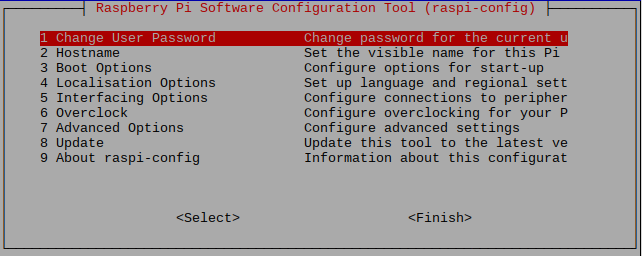 Raspberry Pi Software Configuration Tool (raspi-config)
1 Change User Password Change password for the current u
2 Hostname Set the visible name for this Pi
3 Boot Options Configure options for start-up
4 Localisation Options Set up language and regional sett
5 Interfacing Options Configure connections to peripher
6 Overclock Configure overclocking for your P
7 Advanced Options Configure advanced settings
8 Update Update this tool to the latest ve
9 About raspi-config Information about this configurat
<Select> <Finish>